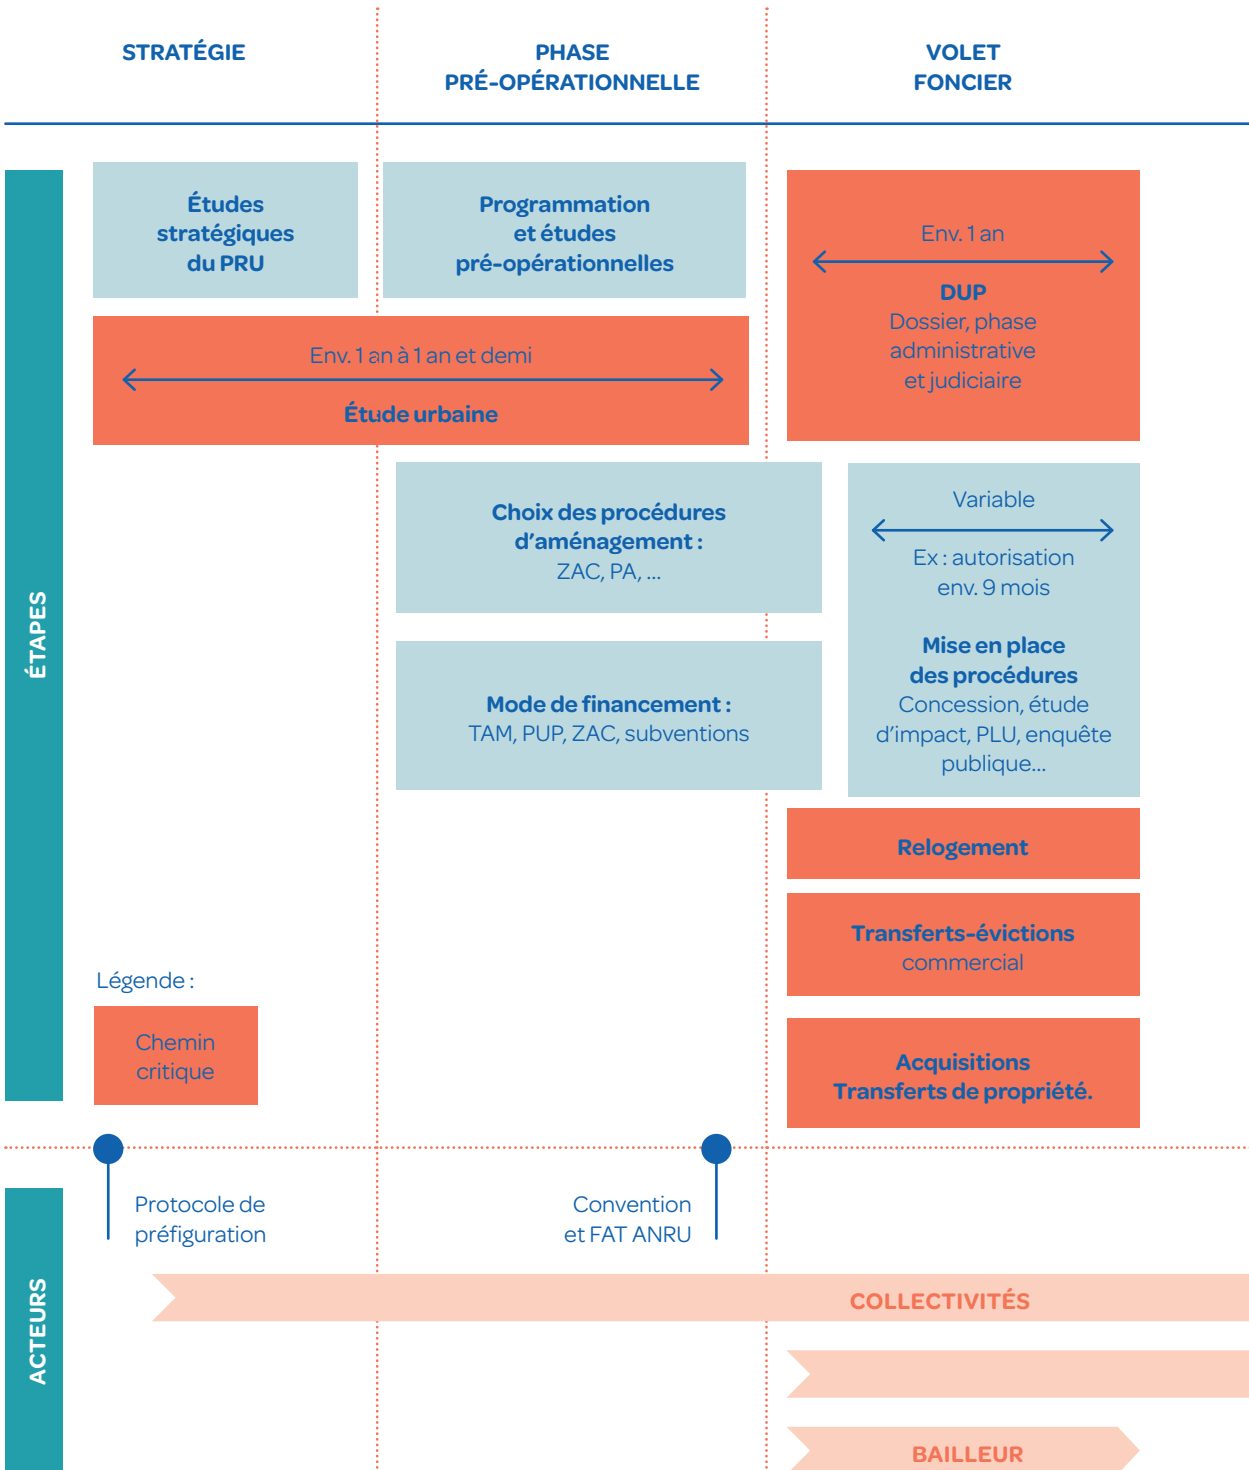 STRATÉGIE
PHASE
PRÉ-OPÉRATIONNELLE
VOLET
FONCIER
ÉTAPES
Études
stratégiques
du PRU
Programmation
et études
pré-opérationnelles
Env. 1 an
DUP
Dossier, phase
administrative
et judiciaire
Env. 1 an à 1 an et demi
Étude urbaine
Choix des procédures
d'aménagement :
ZAC, PA, ...
Variable
Ex : autorisation
env. 9 mois
Mise en place
des procédures
Concession, étude
d'impact, PLU, enquête
publique...
Mode de financement :
TAM, PUP, ZAC, subventions
Relogement
Transferts-évictions
commercial
Acquisitions
Transferts de propriété.
Légende :
Chemin
critique
ACTEURS
Protocole de
préfiguration
Convention
et FAT ANRU
COLLECTIVITÉS
BAILLEUR